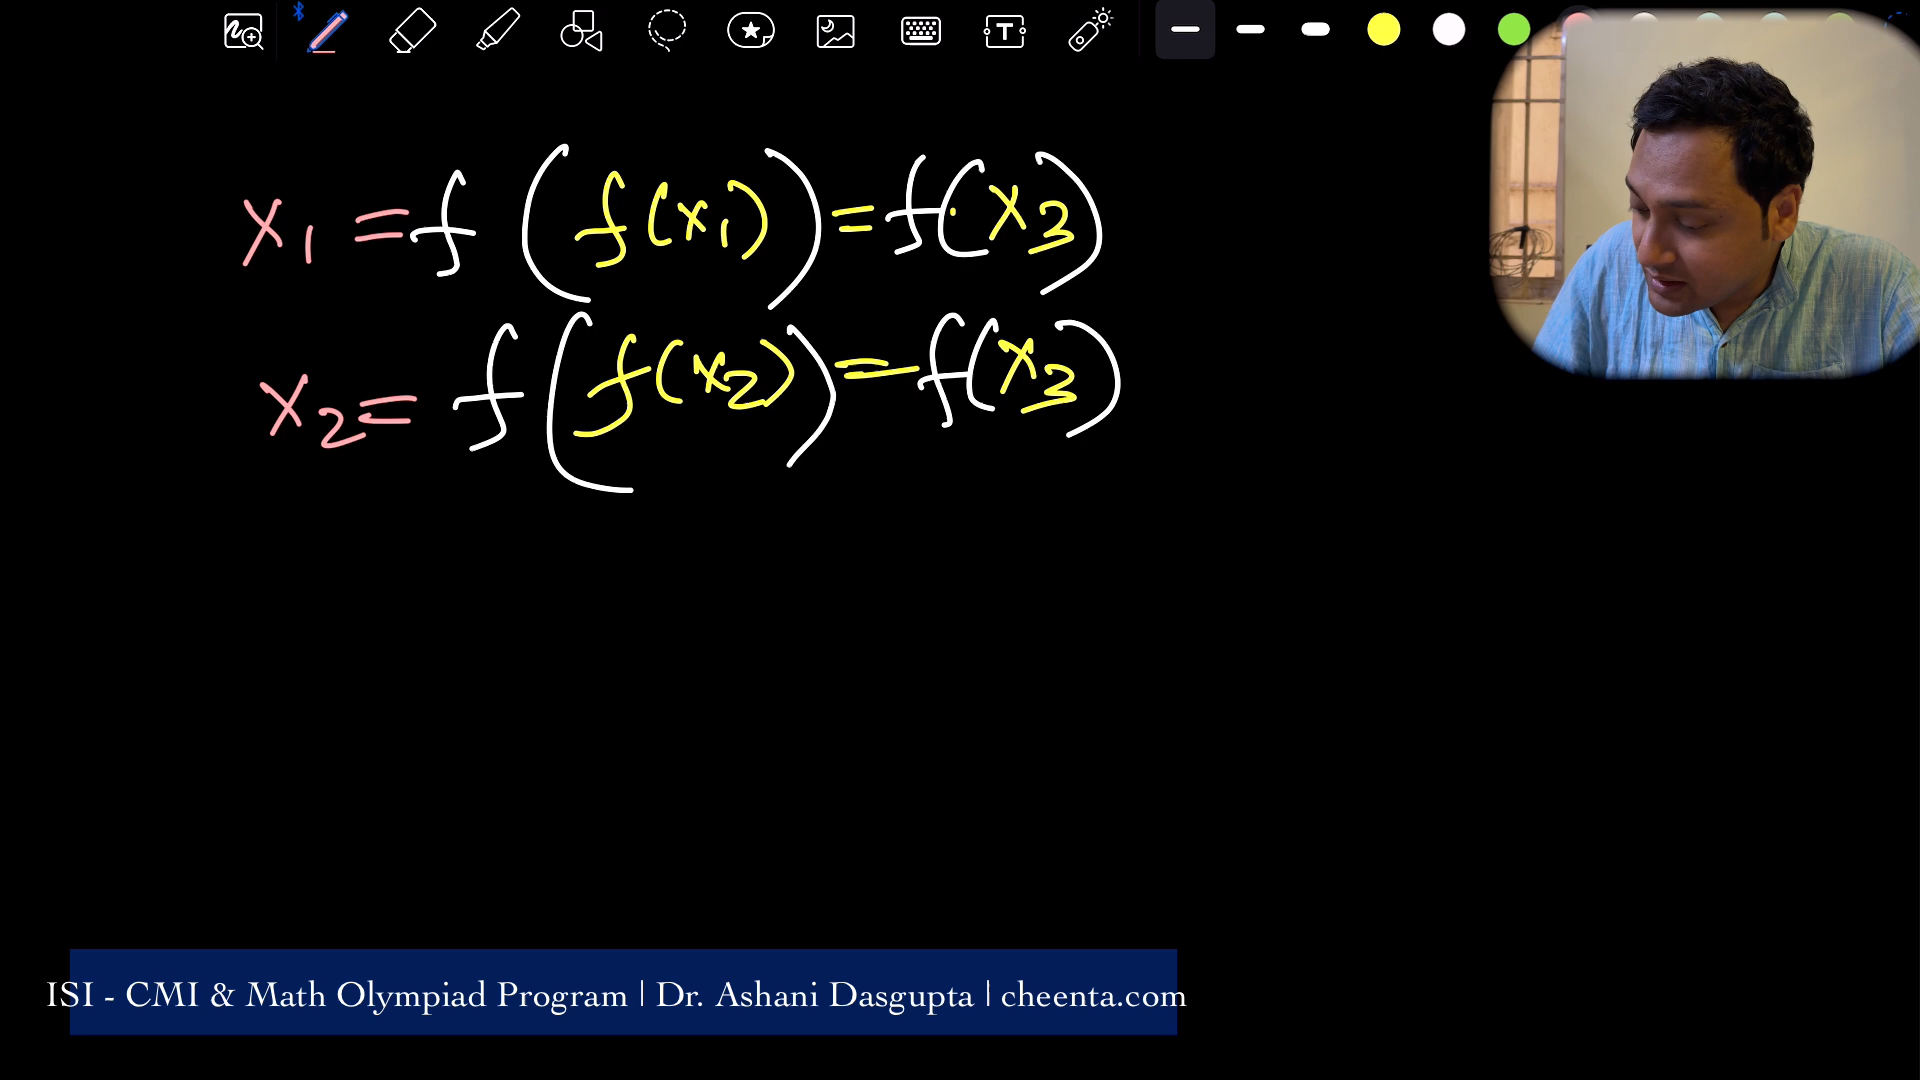 x₁ = f(f(x₁)) = f(x₃)
x₂ = f(f(x₂)) = f(x₃)
ISI - CMI & Math Olympiad Program | Dr. Ashani Dasgupta | cheenta.com